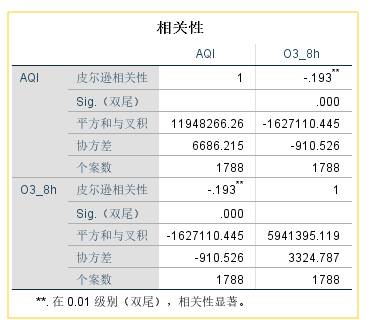 相关性
AQI O3_8h
AQI 皮尔逊相关性 1 -.193**
Sig.（双尾） .000
平方和与叉积 11948266.26 -1627110.445
协方差 6686.215 -910.526
个案数 1788 1788
O3_8h 皮尔逊相关性 -.193** 1
Sig.（双尾） .000
平方和与叉积 -1627110.445 5941395.119
协方差 -910.526 3324.787
个案数 1788 1788
**. 在 0.01 级别（双尾），相关性显著。